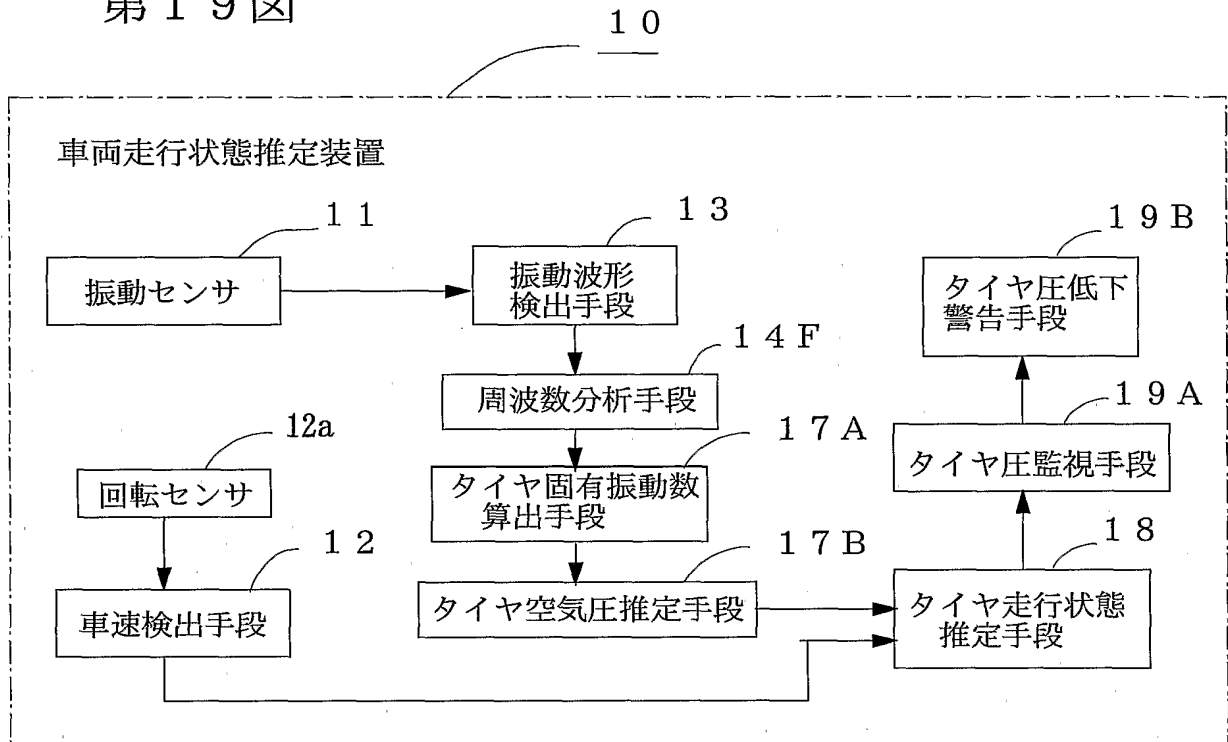 第１９図
１０
車両走行状態推定装置
１１
振動センサ
１３
振動波形
検出手段
１９B
タイヤ圧低下
警告手段
１４F
周波数分析手段
１９A
タイヤ圧監視手段
12a
回転センサ
１７A
タイヤ固有振動数
算出手段
１２
車速検出手段
１７B
タイヤ空気圧推定手段
１８
タイヤ走行状態
推定手段